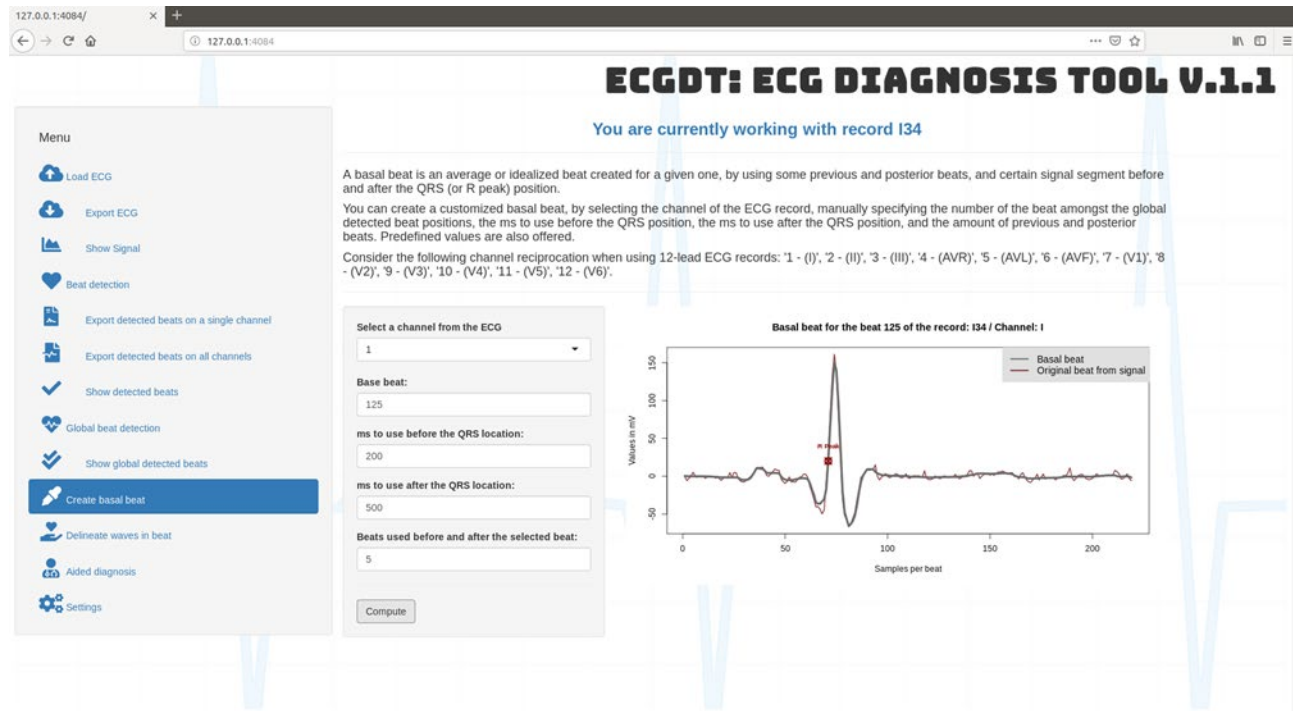 127.0.0.1:4084/
127.0.0.1:4084
ECGDT: ECG DIAGNOSIS TOOL V.1.1
Menu
Load ECG
Export ECG
Show Signal
Beat detection
Export detected beats on a single channel
Export detected beats on all channels
Show detected beats
Global beat detection
Show global detected beats
Create basal beat
Delineate waves in beat
Aided diagnosis
Settings
You are currently working with record I34
A basal beat is an average or idealized beat created for a given one, by using some previous and posterior beats, and certain signal segment before
and after the QRS (or R peak) position.
You can create a customized basal beat, by selecting the channel of the ECG record, manually specifying the number of the beat amongst the global
detected beat positions, the ms to use before the QRS position, the ms to use after the QRS position, and the amount of previous and posterior
beats. Predefined values are also offered.
Consider the following channel reciprocation when using 12-lead ECG records: '1 - (I)', '2 - (II)', '3 - (III)', '4 - (AVR)', '5 - (AVL)', '6 - (AVF)', '7 - (V1)', '8
- (V2)', '9 - (V3)', '10 - (V4)', '11 - (V5)', '12 - (V6)'.
Select a channel from the ECG
1
Base beat:
125
ms to use before the QRS location:
200
ms to use after the QRS location:
500
Beats used before and after the selected beat:
5
Compute
Basal beat for the beat 125 of the record: I34 / Channel: I
Basal beat
Original beat from signal
R Peak
Values in mV
150
100
50
0
-50
0 50 100 150 200
Samples per beat